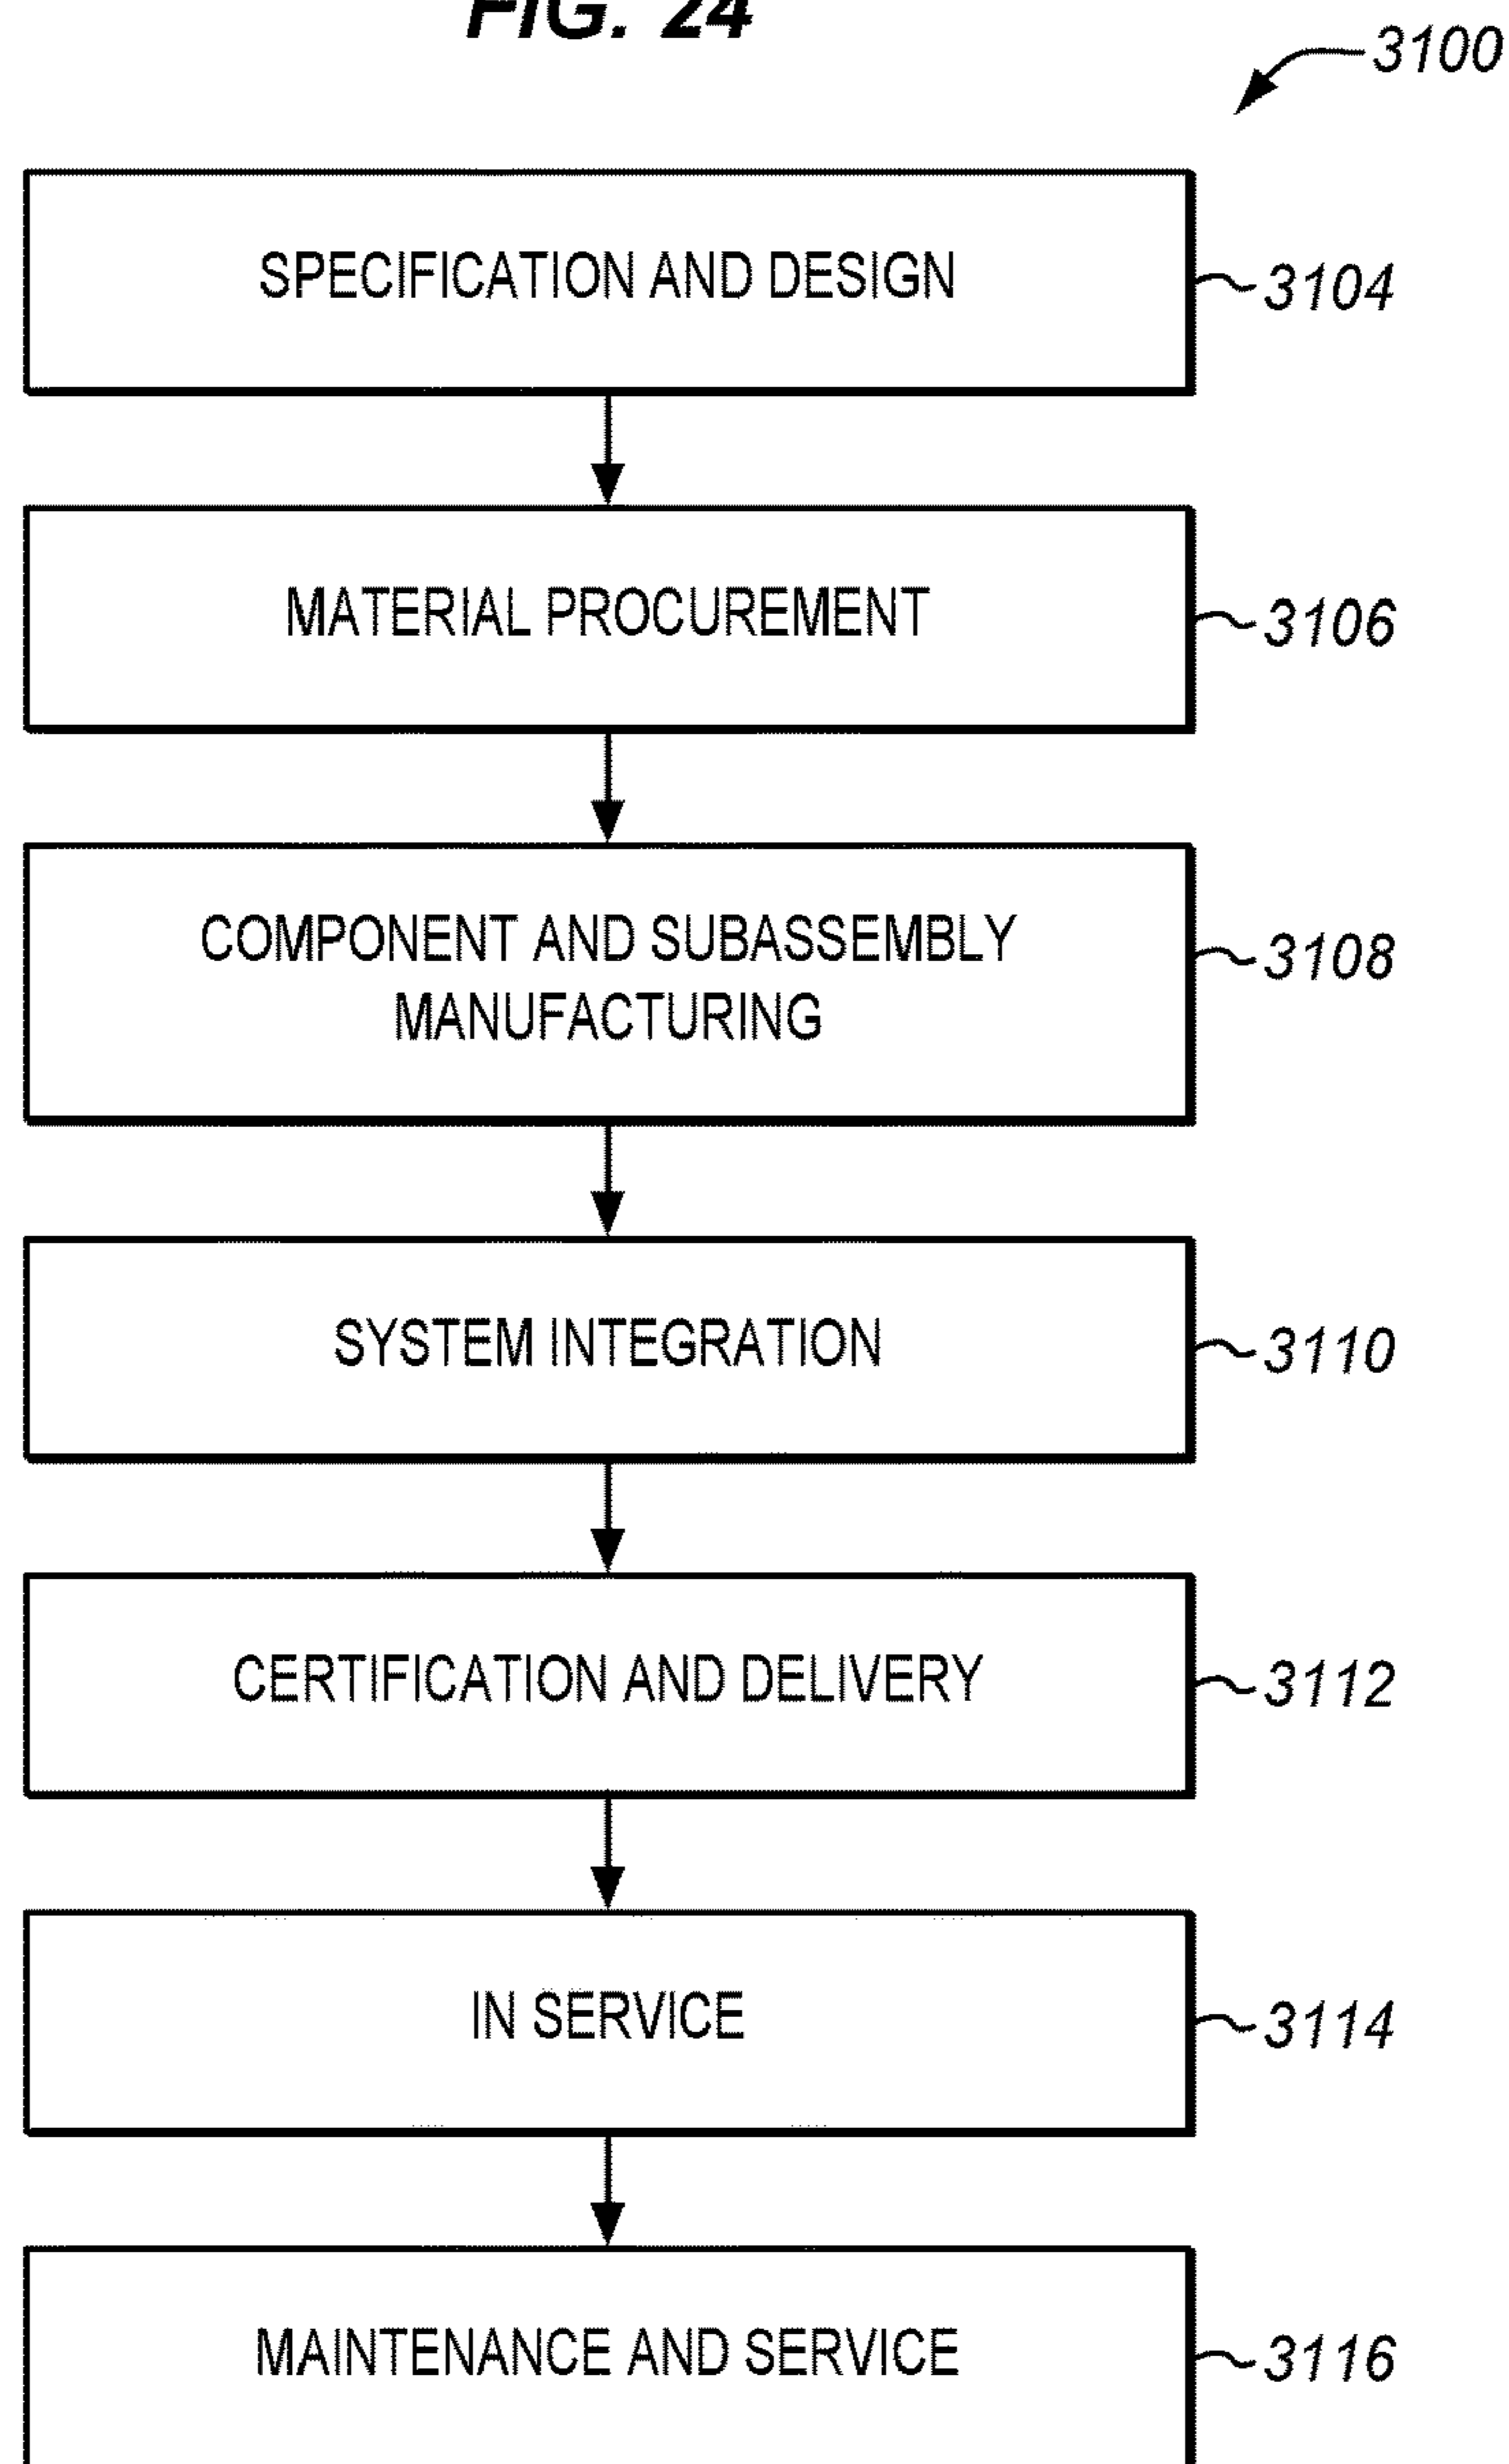 FIG. 24
3100
SPECIFICATION AND DESIGN
3104
MATERIAL PROCUREMENT
3106
COMPONENT AND SUBASSEMBLY
MANUFACTURING
3108
SYSTEM INTEGRATION
3110
CERTIFICATION AND DELIVERY
3112
IN SERVICE
3114
MAINTENANCE AND SERVICE
3116